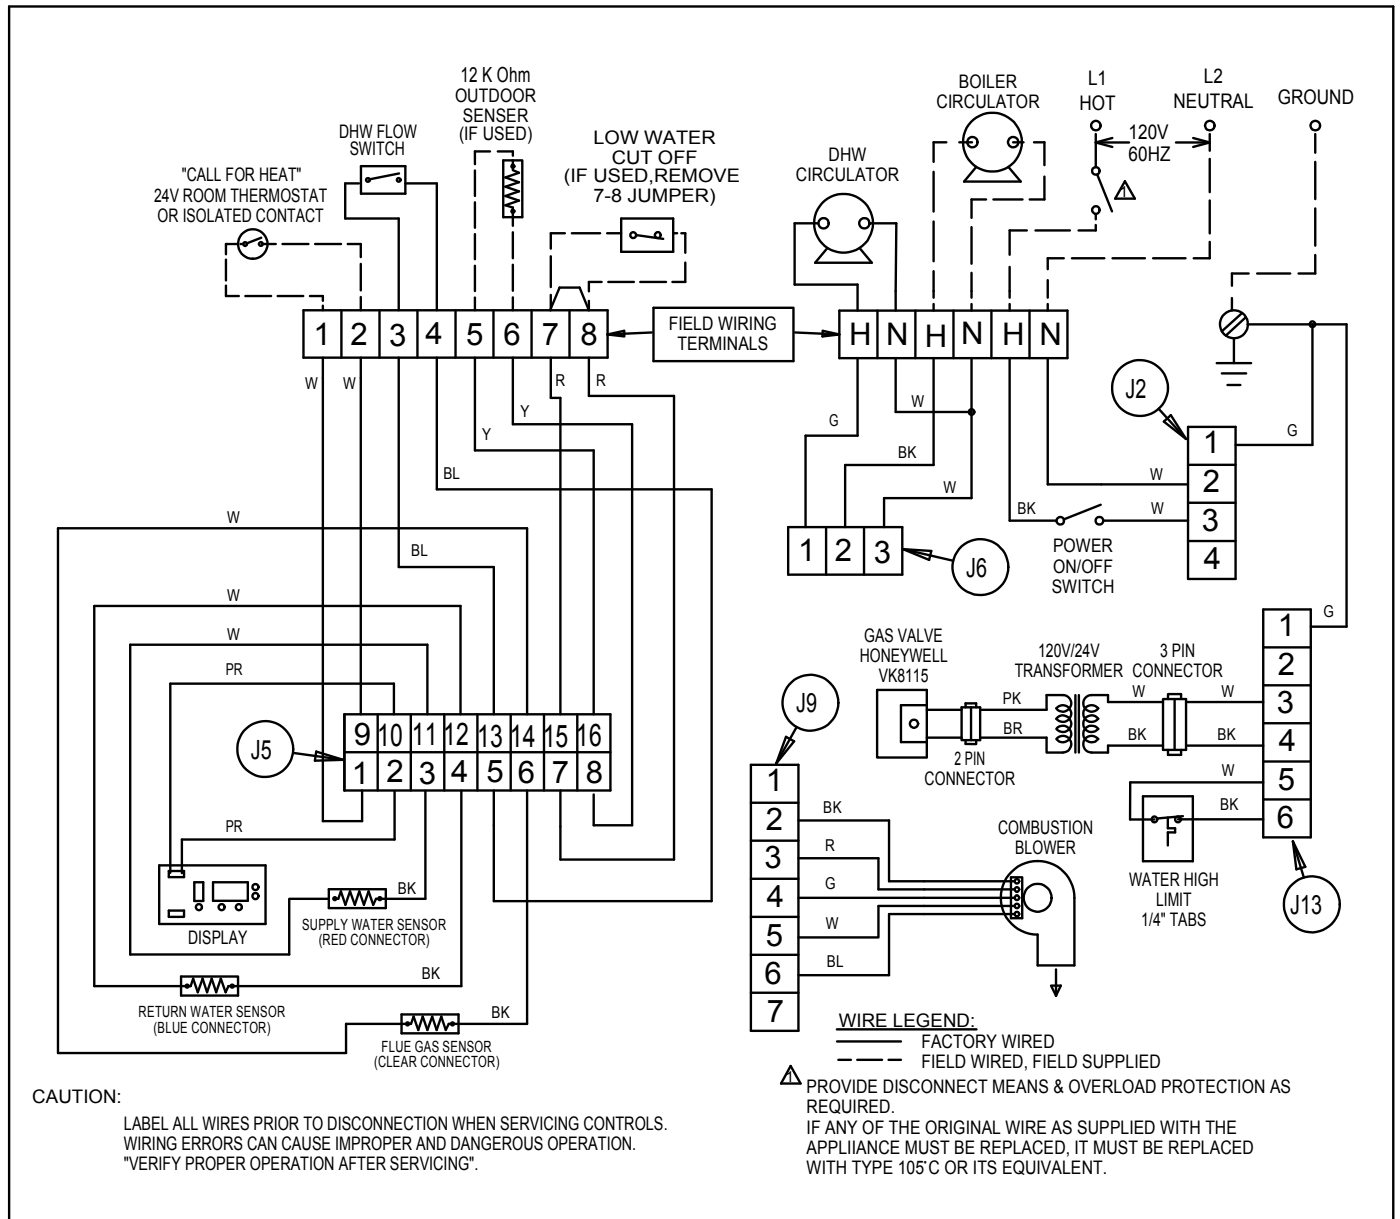 12 K Ohm
OUTDOOR
SENSER
(IF USED)
DHW FLOW
SWITCH
LOW WATER
CUT OFF
(IF USED,REMOVE
7-8 JUMPER)
"CALL FOR HEAT"
24V ROOM THERMOSTAT
OR ISOLATED CONTACT
BOILER
CIRCULATOR
DHW
CIRCULATOR
L1
HOT
L2
NEUTRAL
GROUND
120V
60HZ
1
1 2 3 4 5 6 7 8
FIELD WIRING
TERMINALS
H N H N H N
W W R R
Y
Y
BL
BL
W
W
W
PR
PR
G
W
BK
W
BK
W
W
G
J2
1
2
3
4
1 2 3
J6
POWER
ON/OFF
SWITCH
J5
9 10 11 12 13 14 15 16
1 2 3 4 5 6 7 8
DISPLAY
BK
SUPPLY WATER SENSOR
(RED CONNECTOR)
BK
RETURN WATER SENSOR
(BLUE CONNECTOR)
BK
FLUE GAS SENSOR
(CLEAR CONNECTOR)
GAS VALVE
HONEYWELL
VK8115
120V/24V
TRANSFORMER
3 PIN
CONNECTOR
PK
BR
2 PIN
CONNECTOR
W W
BK BK
W
BK
G
1
2
3
4
5
6
J13
WATER HIGH
LIMIT
1/4" TABS
J9
1
2
3
4
5
6
7
BK
R
G
W
BL
COMBUSTION
BLOWER
WIRE LEGEND:
FACTORY WIRED
FIELD WIRED, FIELD SUPPLIED
1 PROVIDE DISCONNECT MEANS & OVERLOAD PROTECTION AS
REQUIRED.
IF ANY OF THE ORIGINAL WIRE AS SUPPLIED WITH THE
APPLIIANCE MUST BE REPLACED, IT MUST BE REPLACED
WITH TYPE 105°C OR ITS EQUIVALENT.
CAUTION:
LABEL ALL WIRES PRIOR TO DISCONNECTION WHEN SERVICING CONTROLS.
WIRING ERRORS CAN CAUSE IMPROPER AND DANGEROUS OPERATION.
"VERIFY PROPER OPERATION AFTER SERVICING".